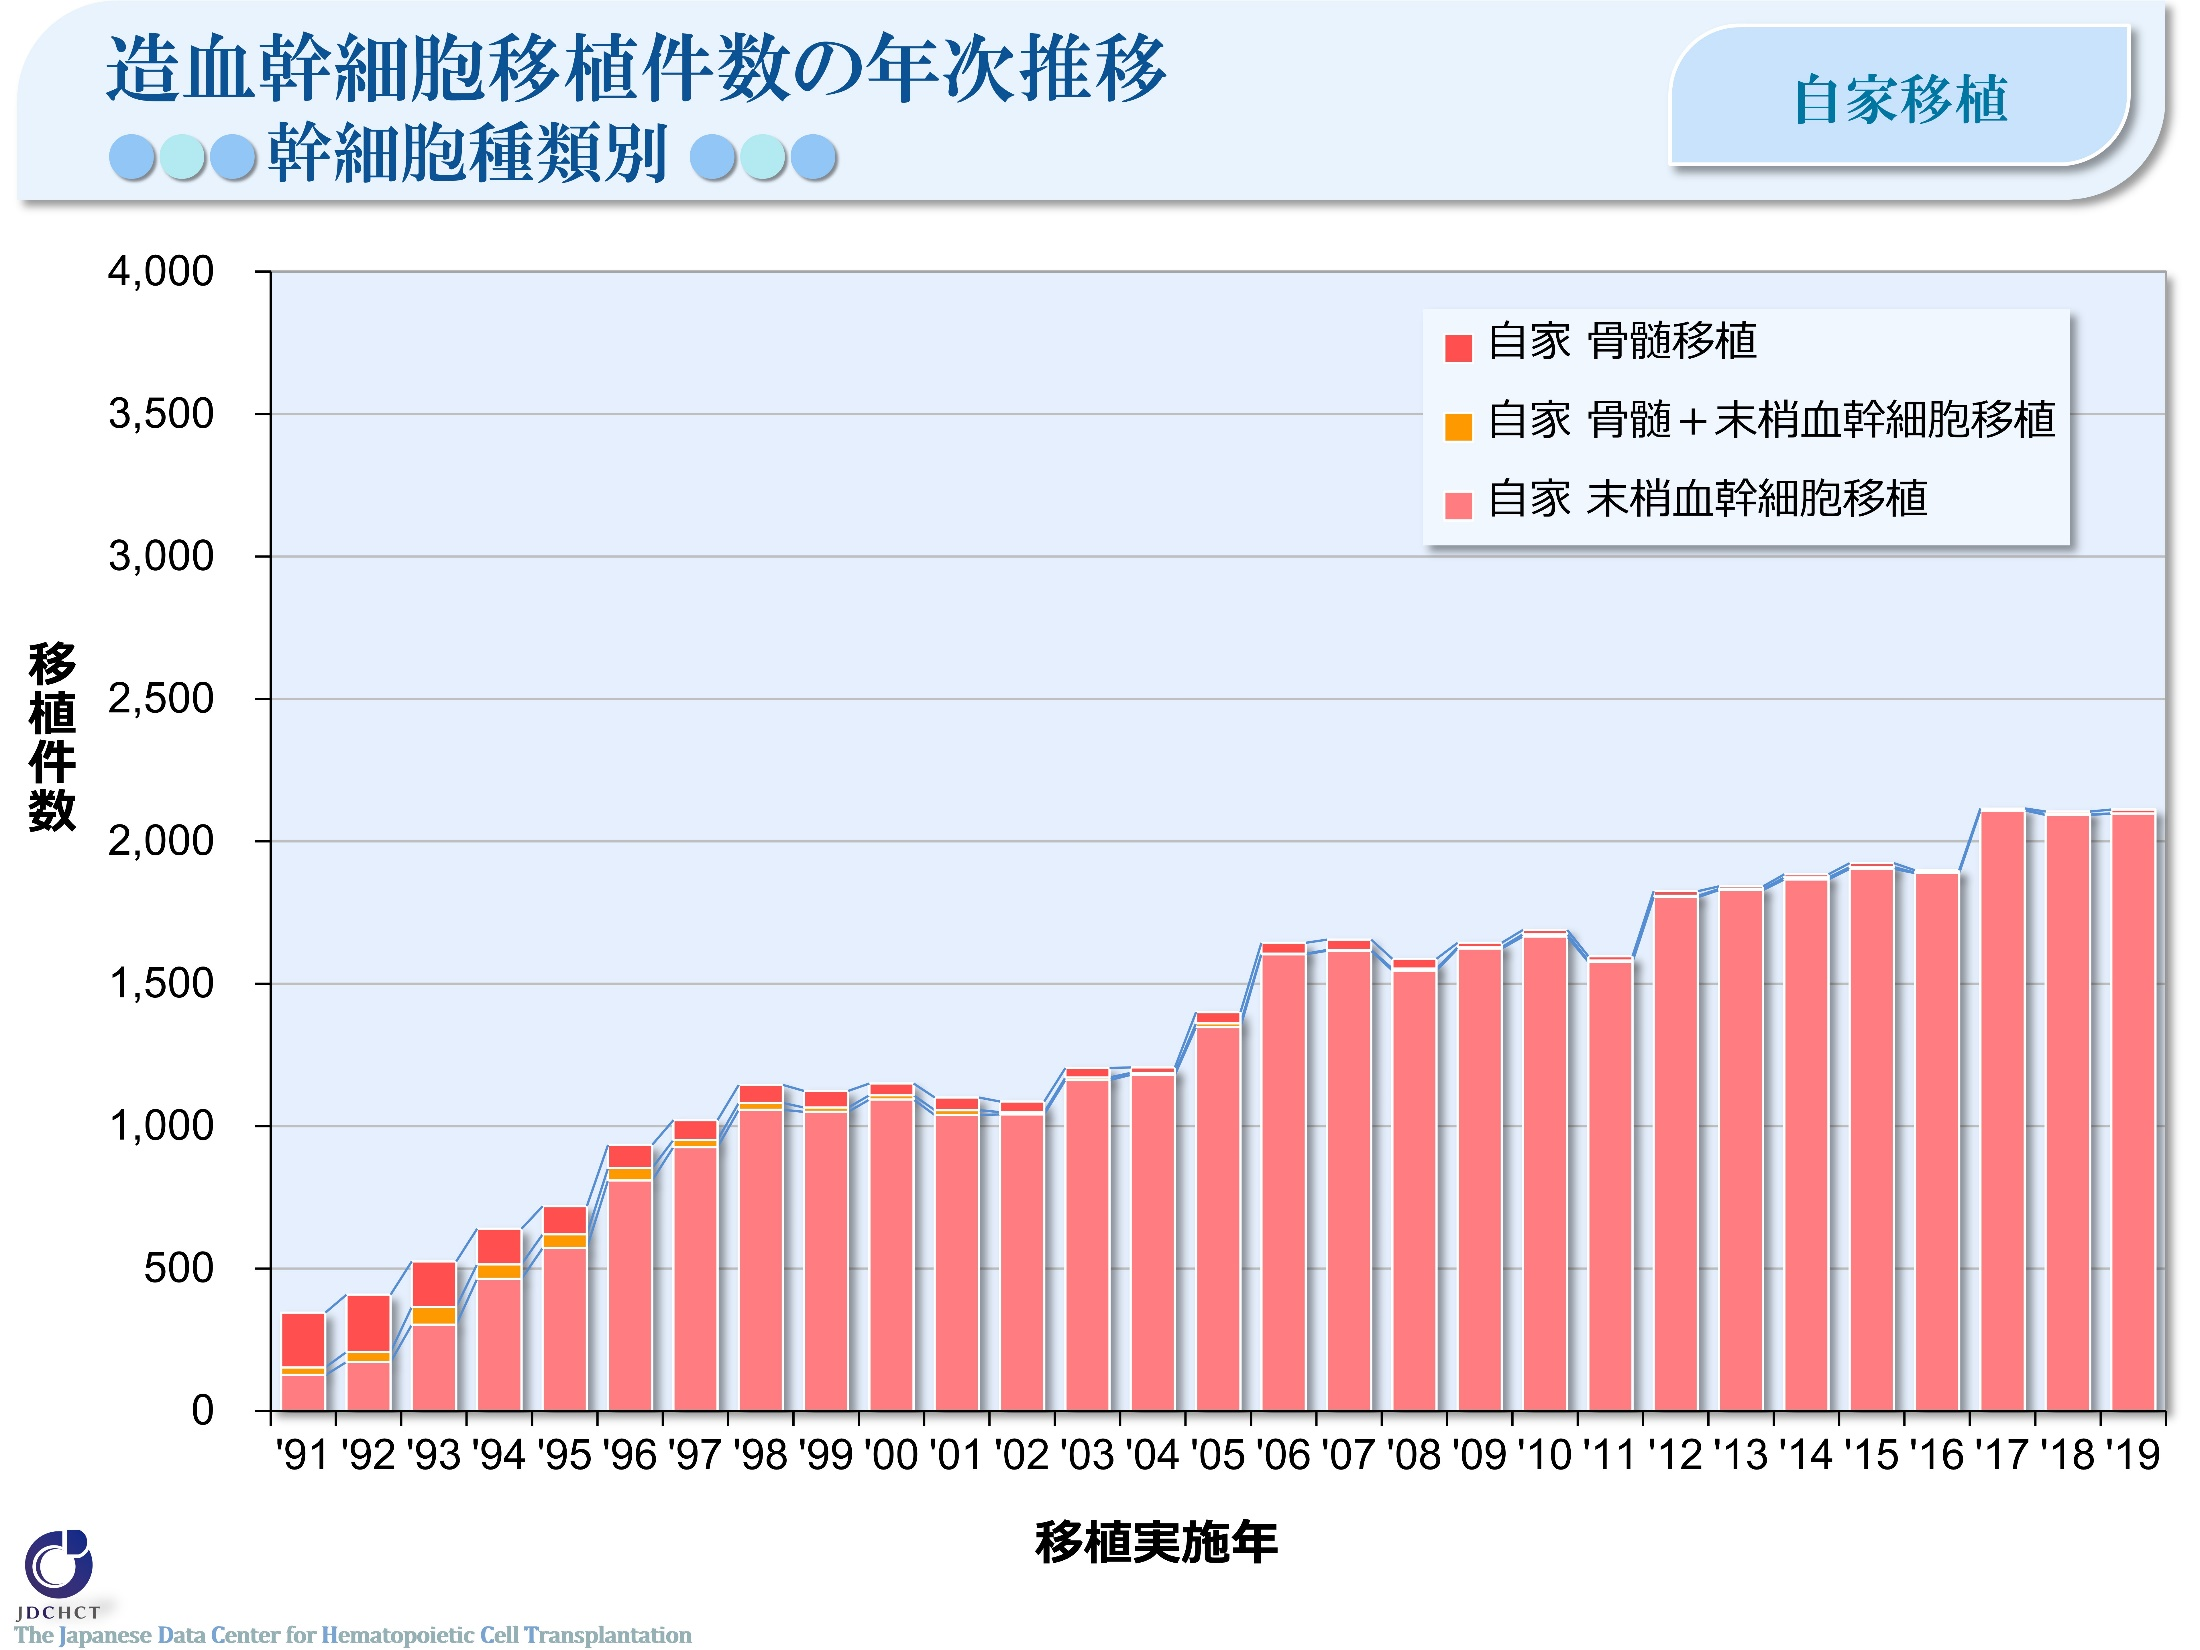 造血幹細胞移植件数の年次推移
幹細胞種類別
自家移植
4,000
3,500
3,000
2,500
2,000
1,500
1,000
500
0
移植件数
自家 骨髄移植
自家 骨髄＋末梢血幹細胞移植
自家 末梢血幹細胞移植
'91 '92 '93 '94 '95 '96 '97 '98 '99 '00 '01 '02 '03 '04 '05 '06 '07 '08 '09 '10 '11 '12 '13 '14 '15 '16 '17 '18 '19
移植実施年
JDCHCT
The Japanese Data Center for Hematopoietic Cell Transplantation